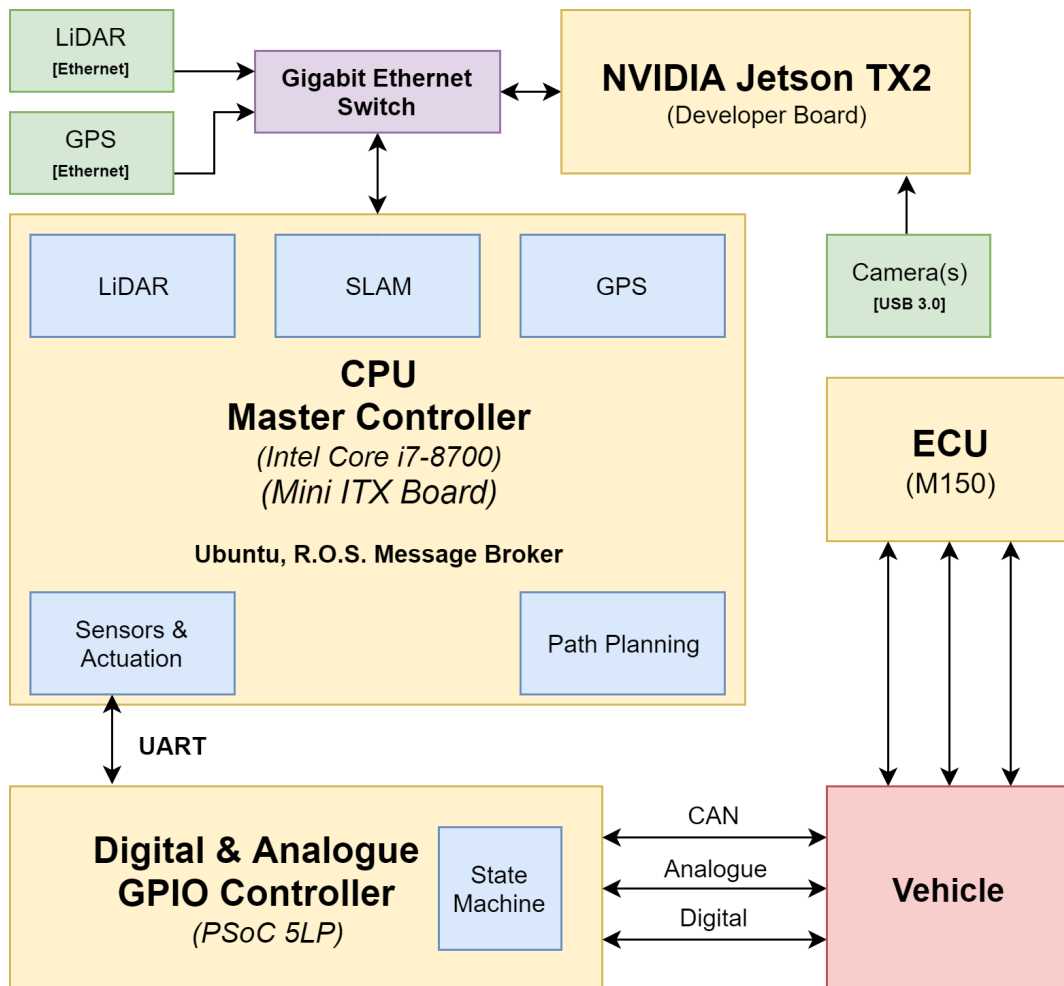 LiDAR
[Ethernet]
GPS
[Ethernet]
Gigabit Ethernet
Switch
NVIDIA Jetson TX2
(Developer Board)
Camera(s)
[USB 3.0]
LiDAR
SLAM
GPS
CPU
Master Controller
(Intel Core i7-8700)
(Mini ITX Board)
Ubuntu, R.O.S. Message Broker
Sensors &
Actuation
Path Planning
ECU
(M150)
UART
Digital & Analogue
GPIO Controller
(PSoC 5LP)
State
Machine
CAN
Analogue
Digital
Vehicle